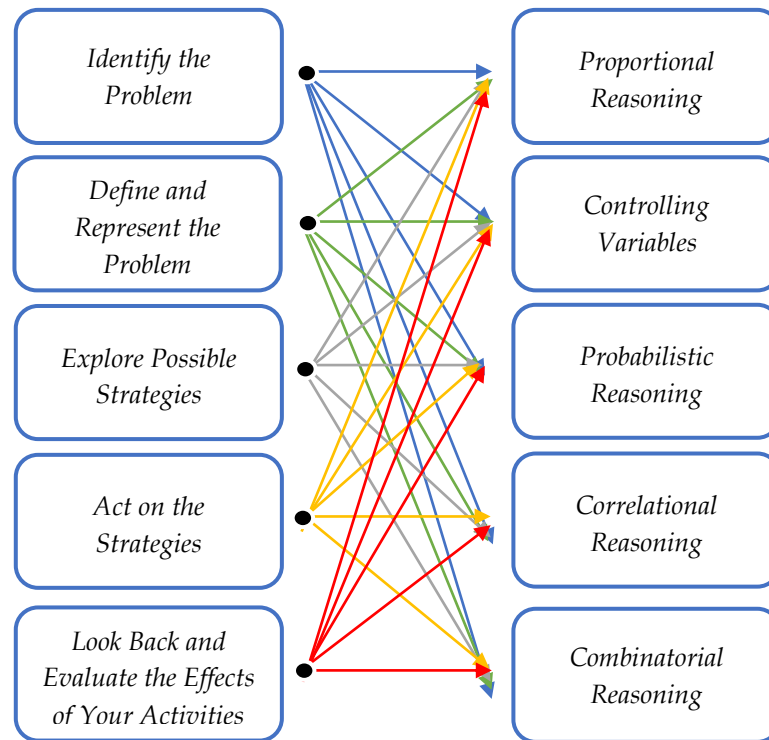 Identify the
Problem
Proportional
Reasoning
Define and
Represent the
Problem
Controlling
Variables
Explore Possible
Strategies
Probabilistic
Reasoning
Act on the
Strategies
Correlational
Reasoning
Look Back and
Evaluate the Effects
of Your Activities
Combinatorial
Reasoning